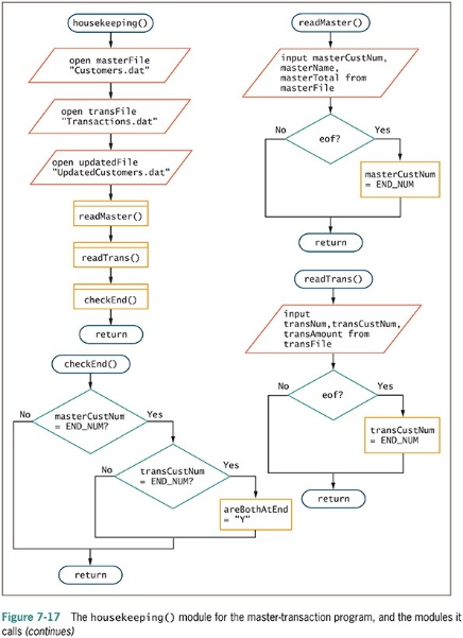 housekeeping()
open masterFile
"Customers.dat"
open transFile
"Transactions.dat"
open updatedFile
"UpdatedCustomers.dat"
readMaster()
readTrans()
checkEnd()
return
checkEnd()
masterCustNum
= END_NUM?
No
Yes
transCustNum
= END_NUM?
No
Yes
areBothAtEnd
= "Y"
return
readMaster()
input masterCustNum,
masterName,
masterTotal from
masterFile
No
eof?
Yes
masterCustNum
= END_NUM
return
readTrans()
input
transNum,transCustNum,
transAmount from
transFile
No
eof?
Yes
transCustNum
= END_NUM
return
Figure 7-17 The housekeeping() module for the master-transaction program, and the modules it
calls (continues)